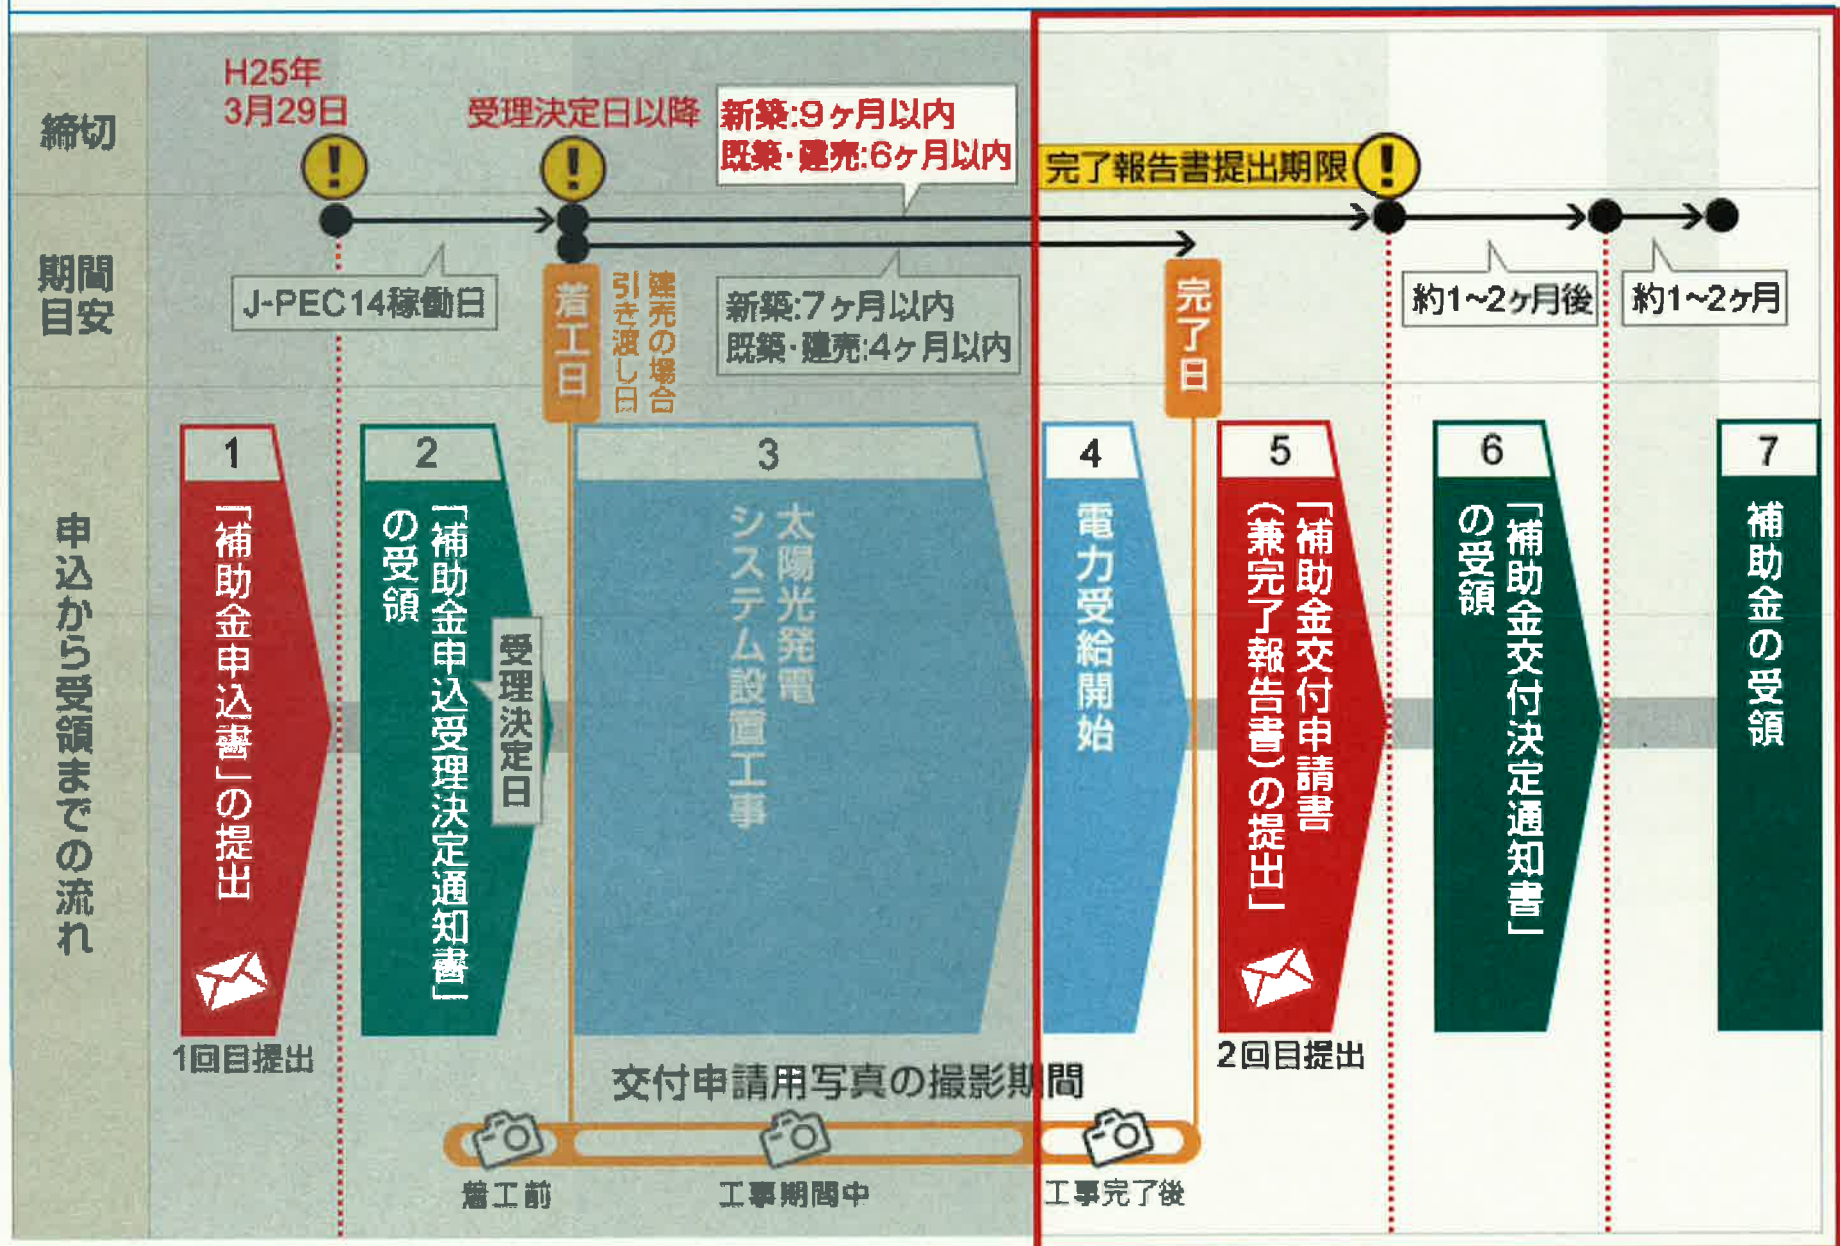 締切
H25年
3月29日
受理決定日以降
新築:9ヶ月以内
既築・建売:6ヶ月以内
完了報告書提出期限
期間
目安
J-PEC14稼働日
着工日
建売の場合
引き渡し日
新築:7ヶ月以内
既築・建売:4ヶ月以内
完了日
約1~2ヶ月後
約1~2ヶ月
申込から受領までの流れ
1
「補助金申込書」の提出
1回目提出
2
「補助金申込受理決定通知書」
の受領
受理決定日
3
太陽光発電
システム設置工事
4
電力受給開始
5
「補助金交付申請書
(兼完了報告書)の提出」
2回目提出
6
「補助金交付決定通知書」
の受領
7
補助金の受領
交付申請用写真の撮影期間
着工前
工事期間中
工事完了後